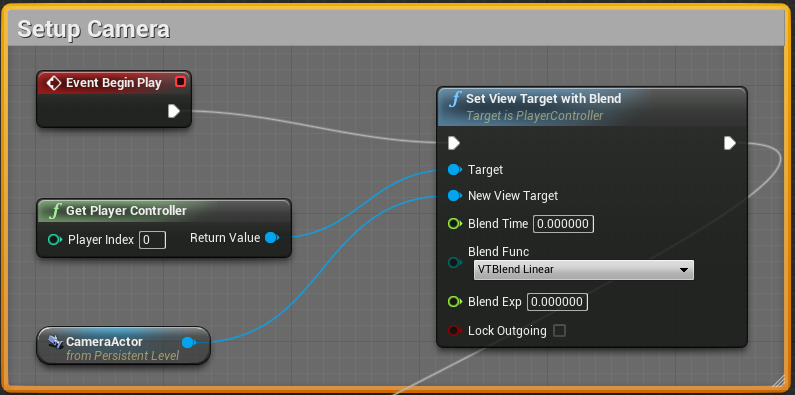 Setup Camera
Event Begin Play
Set View Target with Blend
Target is PlayerController
Target
New View Target
Get Player Controller
Player Index 0 Return Value
Blend Time 0.000000
Blend Func
VTBlend Linear
Blend Exp 0.000000
Lock Outgoing
CameraActor
from Persistent Level